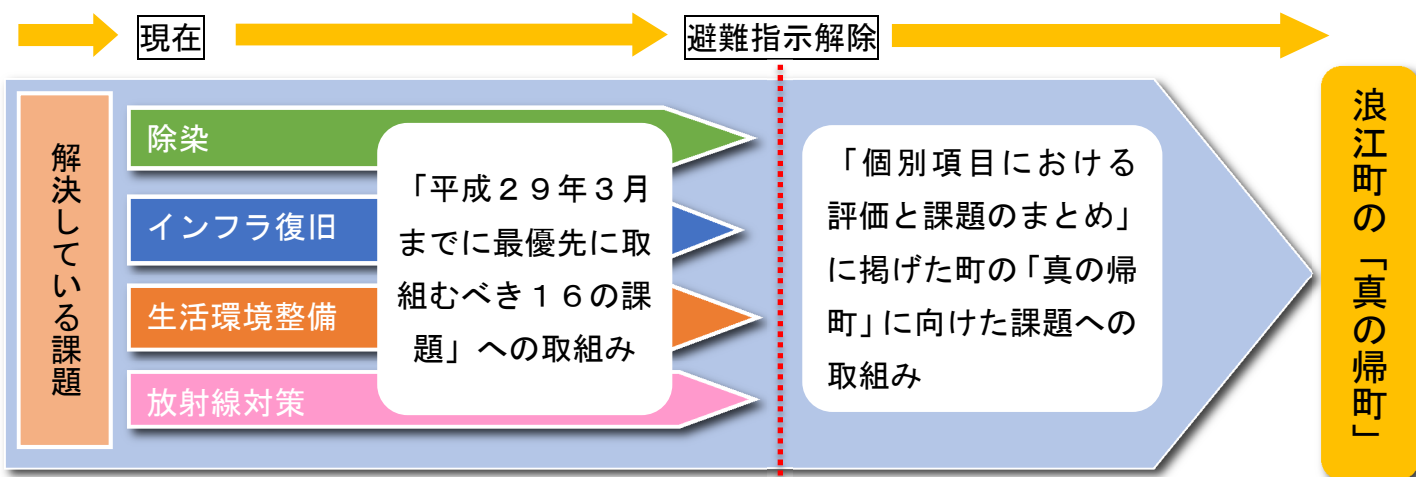 現在
避難指示解除
解決している課題
除染
インフラ復旧
生活環境整備
放射線対策
「平成２９年３月
までに最優先に取
組むべき１６の課
題」への取組み
「個別項目における
評価と課題のまとめ」
に掲げた町の「真の帰
町」に向けた課題への
取組み
浪江町の「真の帰町」